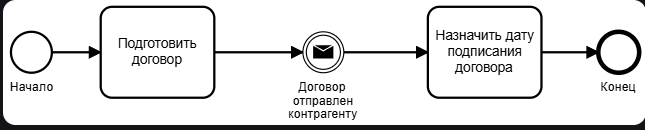 Начало
Подготовить
договор
Договор
отправлен
контрагенту
Назначить дату
подписания
договора
Конец